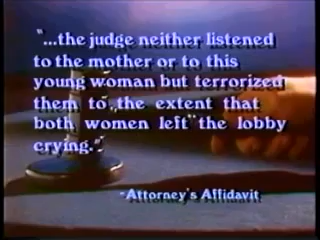 "...the judge neither listened
to the mother or to this
young woman but terrorized
them to the extent that
both women left the lobby
crying."
-Attorney's Affidavit